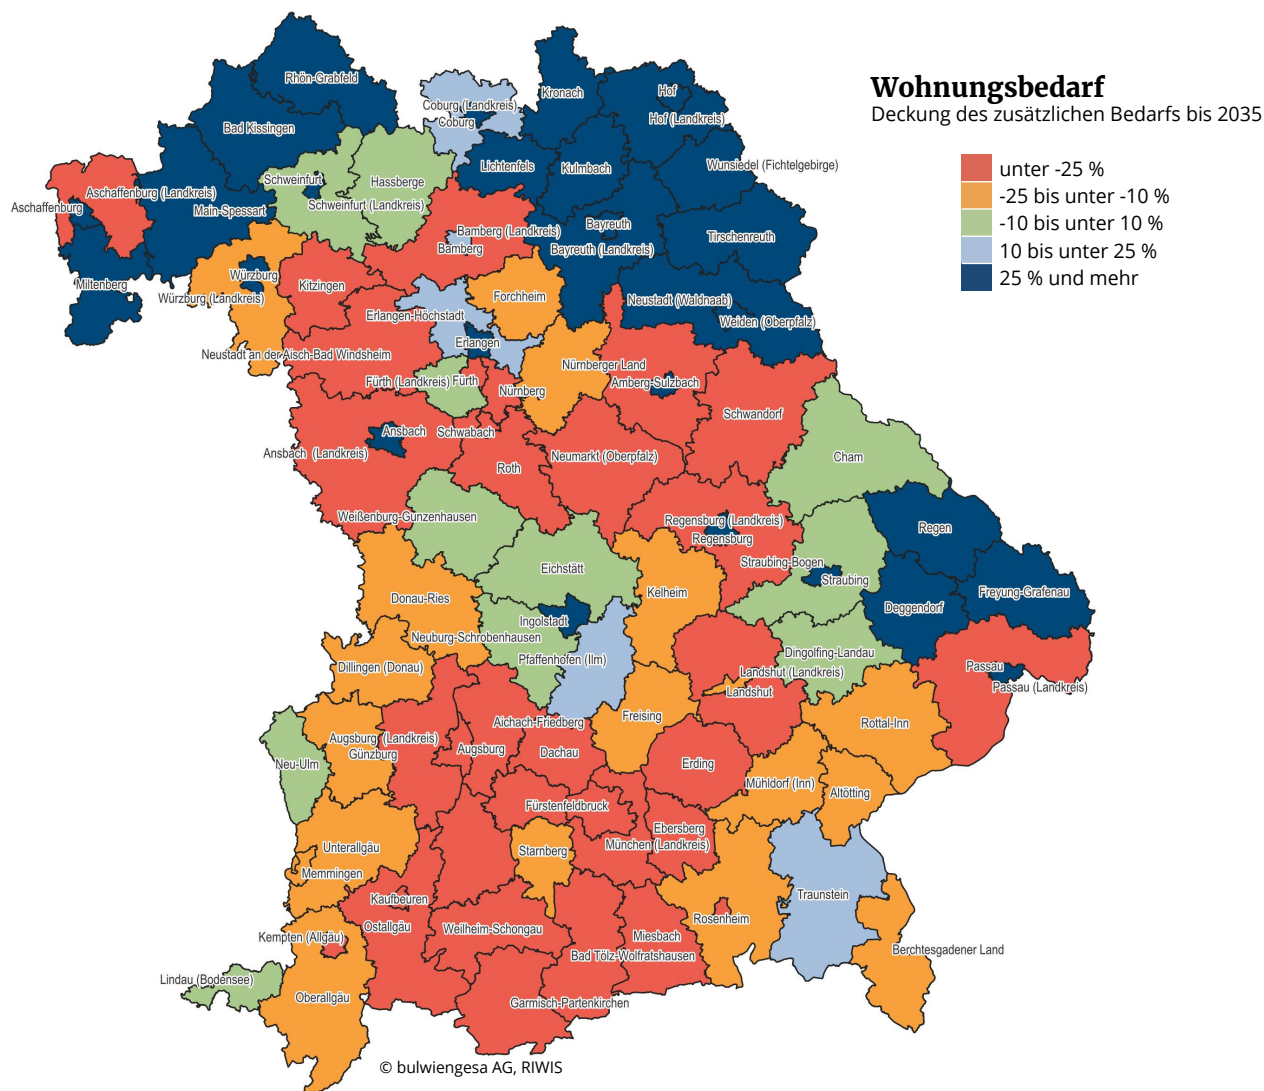 Wohnungsbedarf
Deckung des zusätzlichen Bedarfs bis 2035
unter -25 %
-25 bis unter -10 %
-10 bis unter 10 %
10 bis unter 25 %
25 % und mehr
Rhön-Grabfeld
Kronach
Hof
Coburg (Landkreis)
Hof (Landkreis)
Coburg
Bad Kissingen
Lichtenfels
Kulmbach
Wunsiedel (Fichtelgebirge)
Schweinfurt
Hassberge
Aschaffenburg (Landkreis)
Aschaffenburg
Main-Spessart
Schweinfurt (Landkreis)
Bayreuth
Bamberg (Landkreis)
Tirschenreuth
Bamberg
Bayreuth (Landkreis)
Würzburg
Miltenberg
Kitzingen
Forchheim
Würzburg (Landkreis)
Neustadt (Waldnaab)
Erlangen-Höchstadt
Weiden (Oberpfalz)
Erlangen
Neustadt an der Aisch-Bad Windsheim
Nürnberger Land
Fürth (Landkreis)
Fürth
Amberg-Sulzbach
Nürnberg
Schwandorf
Ansbach
Schwabach
Ansbach (Landkreis)
Neumarkt (Oberpfalz)
Cham
Roth
Weißenburg-Gunzenhausen
Regensburg (Landkreis)
Regen
Regensburg
Straubing-Bogen
Eichstätt
Straubing
Kelheim
Freyung-Grafenau
Donau-Ries
Deggendorf
Ingolstadt
Neuburg-Schrobenhausen
Dingolfing-Landau
Pfaffenhofen (Ilm)
Dillingen (Donau)
Passau
Landshut (Landkreis)
Passau (Landkreis)
Landshut
Freising
Aichach-Friedberg
Rottal-Inn
Augsburg (Landkreis)
Augsburg
Dachau
Günzburg
Neu-Ulm
Erding
Mühldorf (Inn)
Altötting
Fürstenfeldbruck
Ebersberg
München (Landkreis)
Unterallgäu
Starnberg
Memmingen
Traunstein
Kaufbeuren
Rosenheim
Ostallgäu
Weilheim-Schongau
Kempten (Allgäu)
Miesbach
Berchtesgadener Land
Bad Tölz-Wolfratshausen
Lindau (Bodensee)
Oberallgäu
Garmisch-Partenkirchen
© bulwiengesa AG, RIWIS